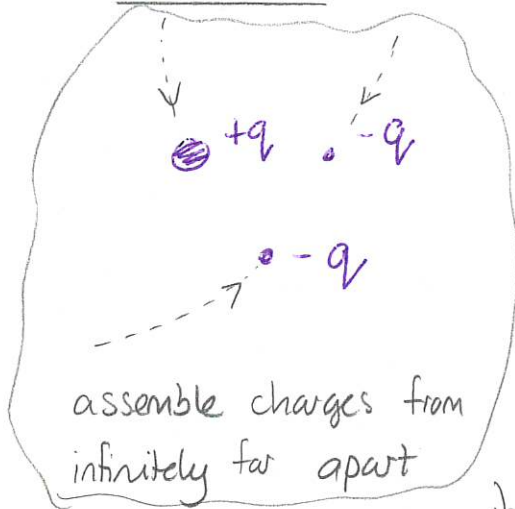 +q
-q
-q
assemble charges from
infinitely far apart